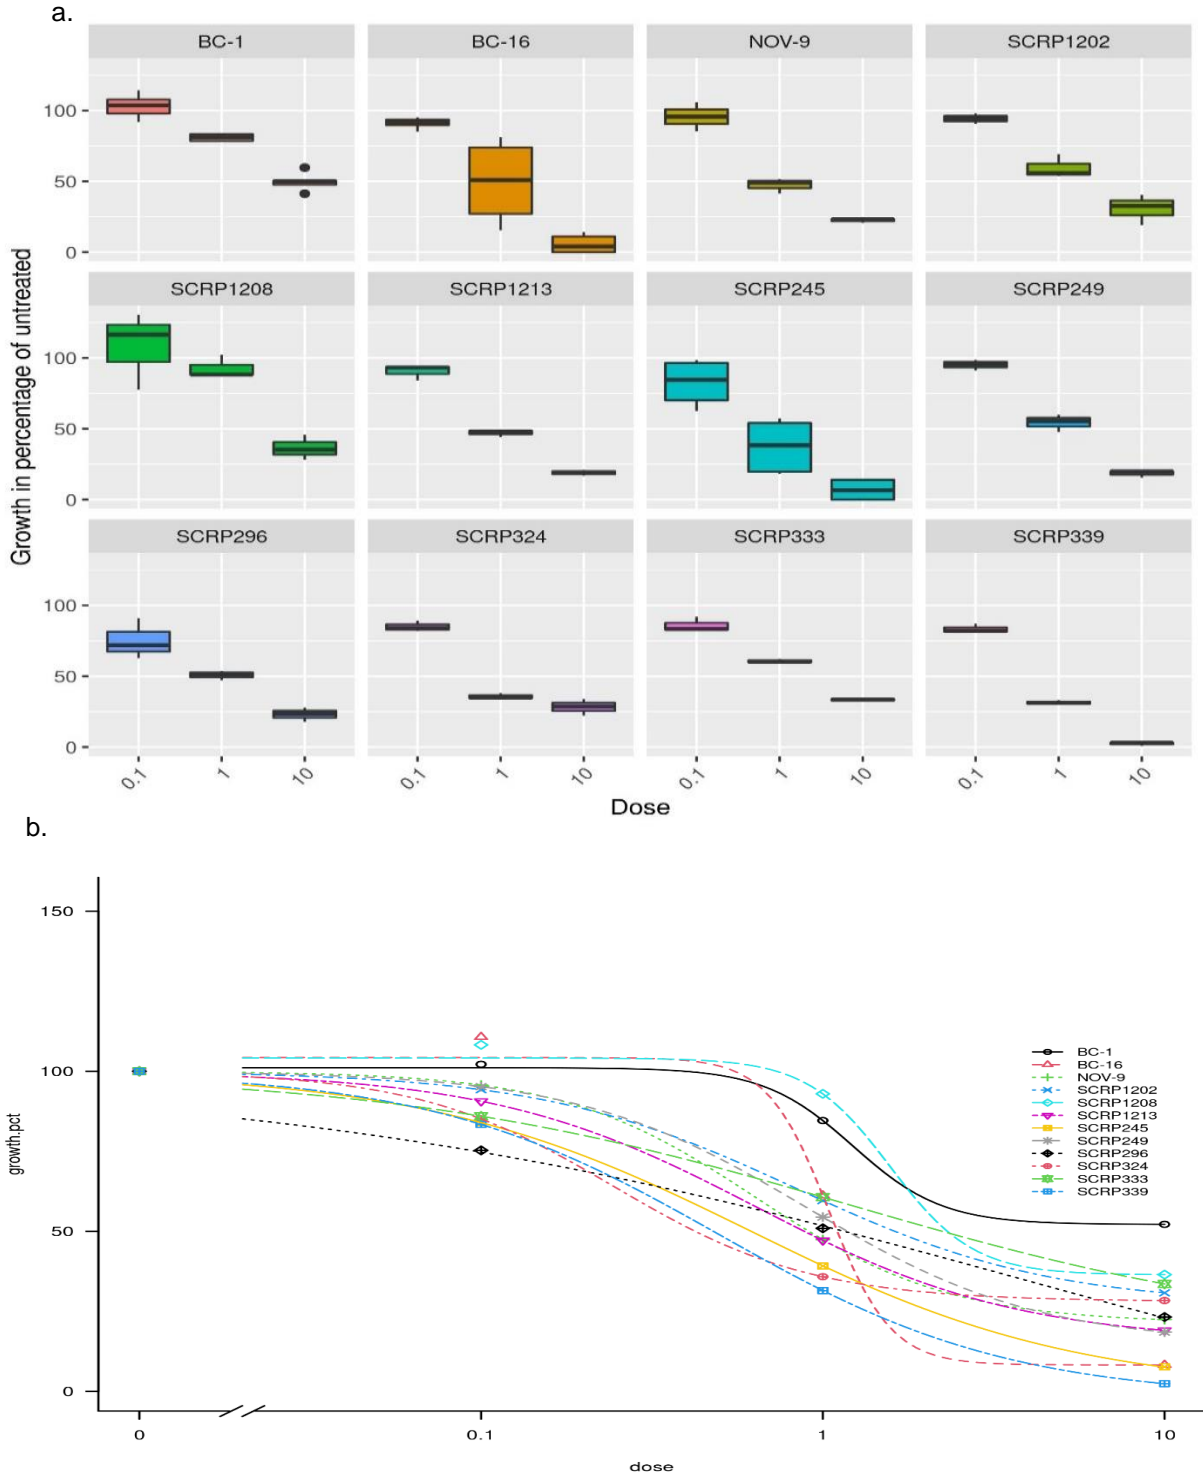 a.
BC-1 BC-16 NOV-9 SCRP1202
100
50
0
SCRP1208 SCRP1213 SCRP245 SCRP249
100
50
0
SCRP296 SCRP324 SCRP333 SCRP339
100
50
0
0.1 1 10 0.1 1 10 0.1 1 10 0.1 1 10
Dose
Growth in percentage of untreated
b.
150
100
50
0
growth.pct
BC-1
BC-16
NOV-9
SCRP1202
SCRP1208
SCRP1213
SCRP245
SCRP249
SCRP296
SCRP324
SCRP333
SCRP339
0 0.1 1 10
dose